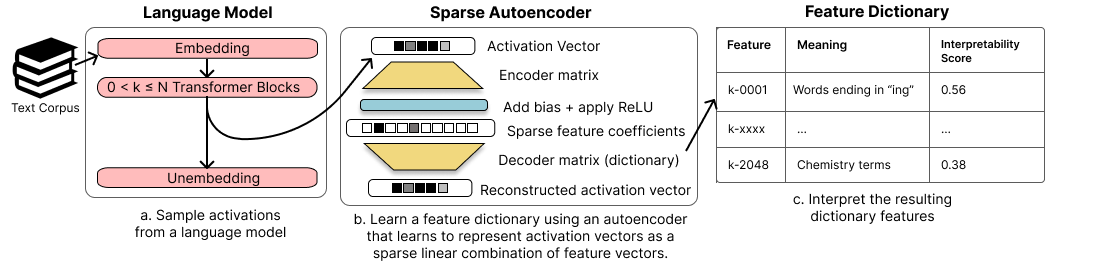 Language Model
Text Corpus
Embedding
0 < k ≤ N Transformer Blocks
Unembedding
a. Sample activations
from a language model
Sparse Autoencoder
Activation Vector
Encoder matrix
Add bias + apply ReLU
Sparse feature coefficients
Decoder matrix (dictionary)
Reconstructed activation vector
b. Learn a feature dictionary using an autoencoder
that learns to represent activation vectors as a
sparse linear combination of feature vectors.
Feature Dictionary
Feature Meaning Interpretability
Score
k-0001 Words ending in “ing” 0.56
k-xxxx ... ...
k-2048 Chemistry terms 0.38
c. Interpret the resulting
dictionary features